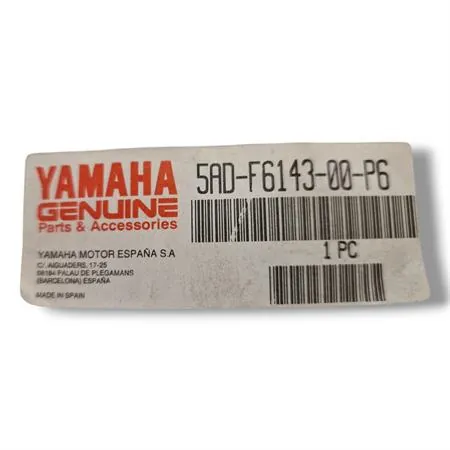 YAMAHA
GENUINE
Parts & Accessories
YAMAHA MOTOR ESPAÑA S.A
C/. AIGUADERS, 17-25
08184 PALAU DE PLEGAMANS
(BARCELONA) ESPAÑA
MADE IN SPAIN
5AD-F6143-00-P6
1 PC